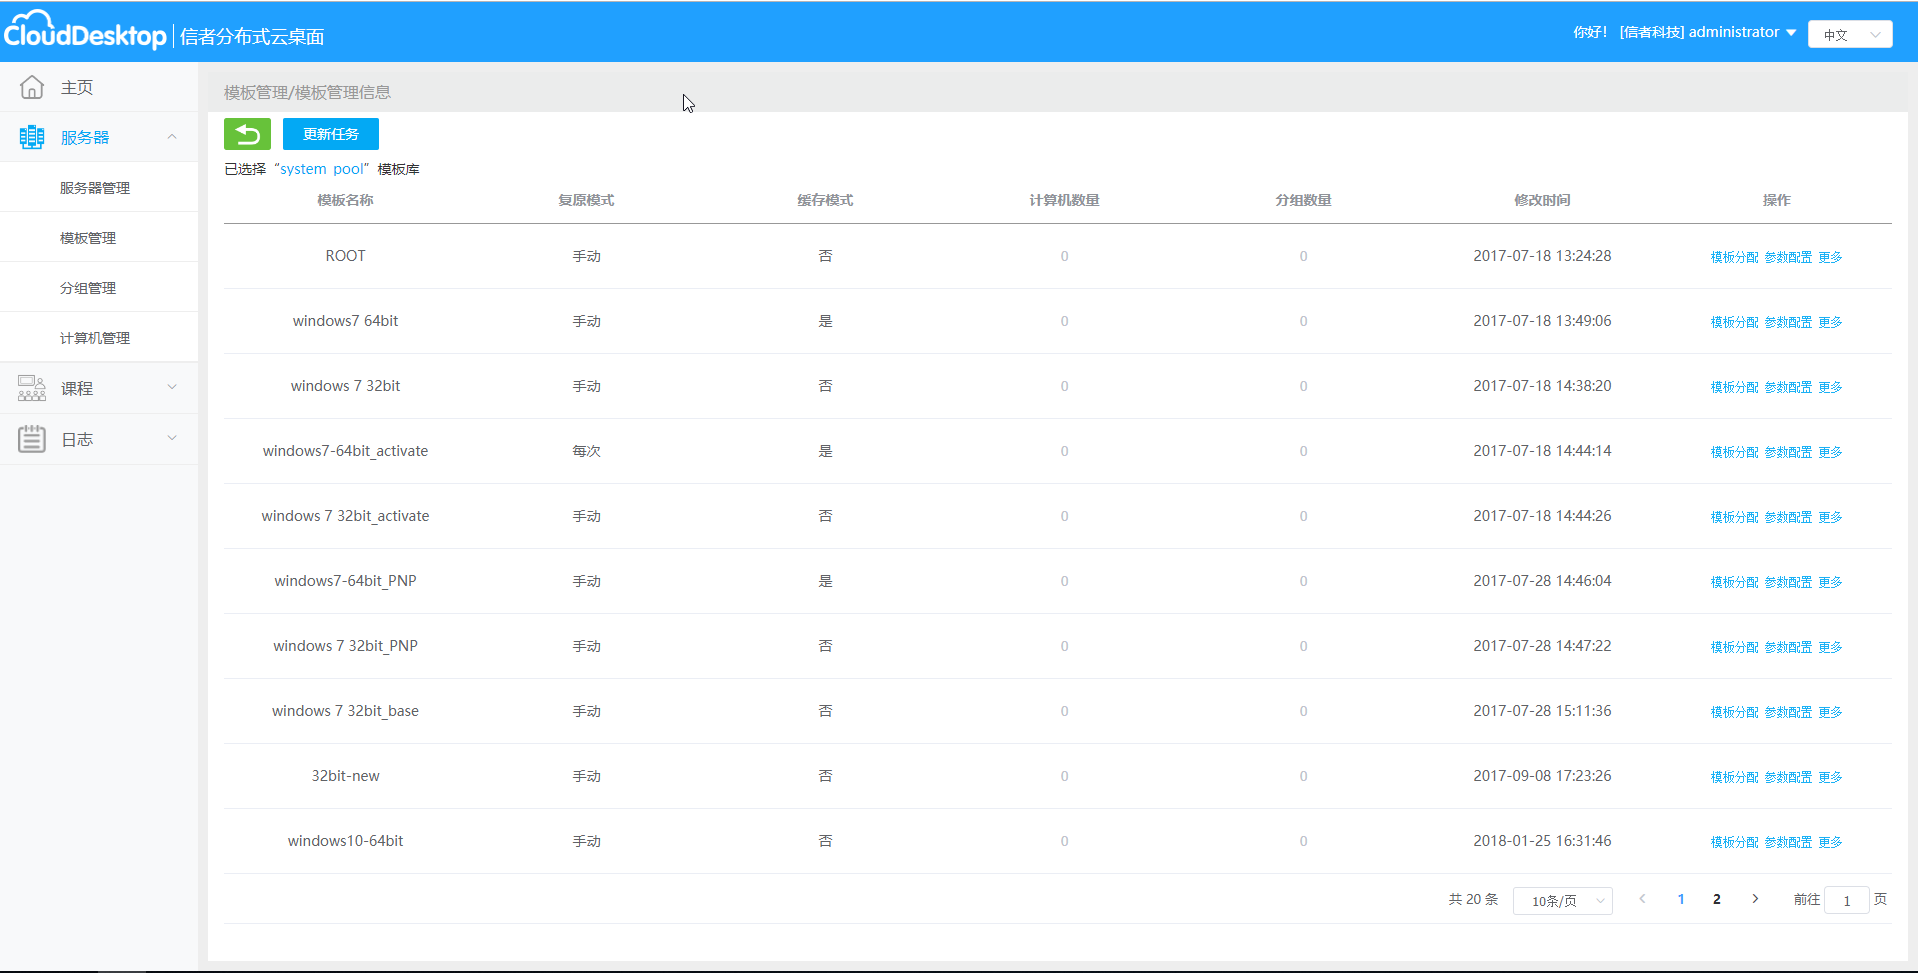 CloudDesktop 信者分布式云桌面 你好! [信者科技] administrator 中文
主页
服务器
服务器管理
模板管理
分组管理
计算机管理
课程
日志
模板管理/模板管理信息
更新任务
已选择 “system pool” 模板库
模板名称 复原模式 缓存模式 计算机数量 分组数量 修改时间 操作
ROOT 手动 否 0 0 2017-07-18 13:24:28 模板分配 参数配置 更多
windows7 64bit 手动 是 0 0 2017-07-18 13:49:06 模板分配 参数配置 更多
windows 7 32bit 手动 否 0 0 2017-07-18 14:38:20 模板分配 参数配置 更多
windows7-64bit_activate 每次 是 0 0 2017-07-18 14:44:14 模板分配 参数配置 更多
windows 7 32bit_activate 手动 否 0 0 2017-07-18 14:44:26 模板分配 参数配置 更多
windows7-64bit_PNP 手动 是 0 0 2017-07-28 14:46:04 模板分配 参数配置 更多
windows 7 32bit_PNP 手动 否 0 0 2017-07-28 14:47:22 模板分配 参数配置 更多
windows 7 32bit_base 手动 否 0 0 2017-07-28 15:11:36 模板分配 参数配置 更多
32bit-new 手动 否 0 0 2017-09-08 17:23:26 模板分配 参数配置 更多
windows10-64bit 手动 否 0 0 2018-01-25 16:31:46 模板分配 参数配置 更多
共 20 条 10条/页 1 2 前往 1 页